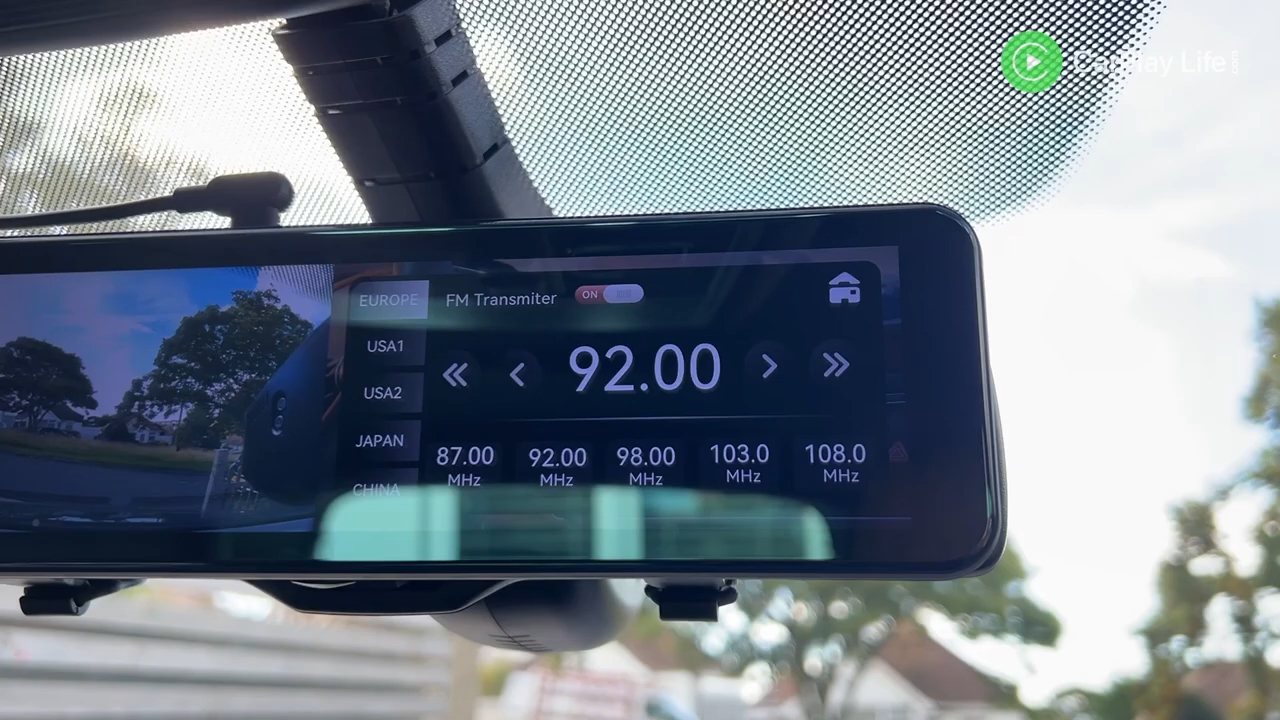 CarPlay Life
.com
EUROPE
FM Transmiter
ON
USA1
92.00
USA2
JAPAN
87.00
92.00
98.00
103.0
108.0
MHz
MHz
MHz
MHz
MHz
CHINA